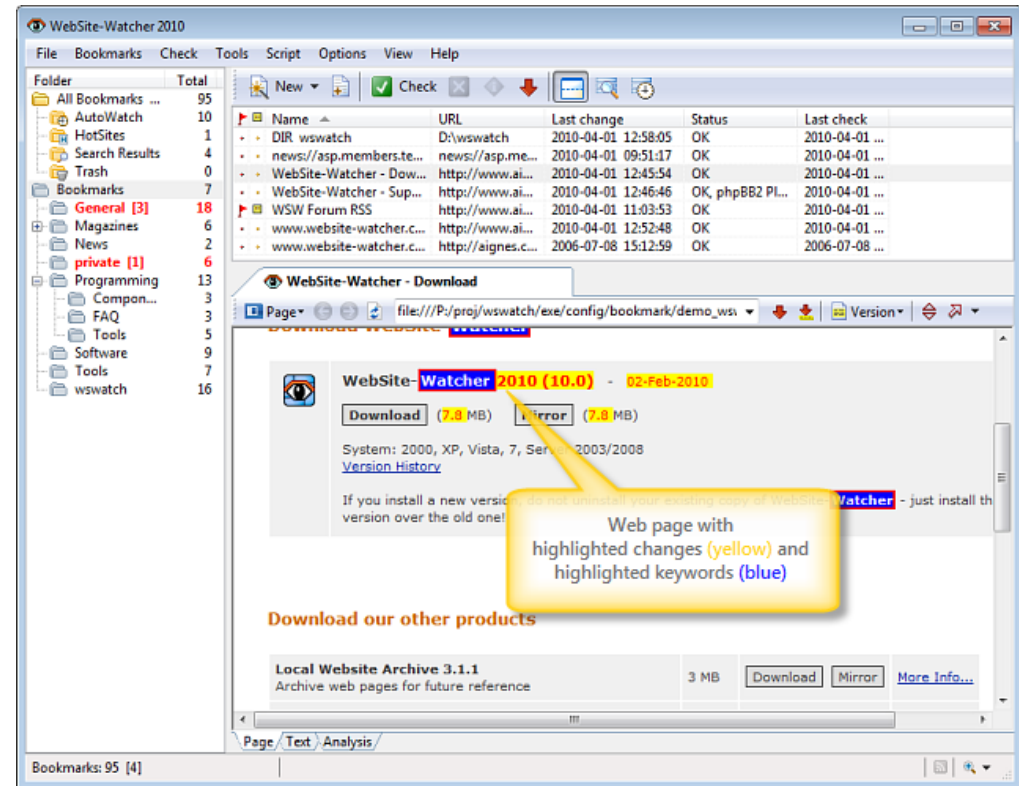 WebSite-Watcher 2010
File Bookmarks Check Tools Script Options View Help
Folder Total
All Bookmarks ... 95
AutoWatch 10
HotSites 1
Search Results 4
Trash 0
Bookmarks 7
General [3] 18
Magazines 6
News 2
private [1] 6
Programming 13
Compon... 3
FAQ 3
Tools 5
Software 9
Tools 7
wswatch 16
New Check
Name URL Last change Status Last check
DIR wswatch D:\wswatch 2010-04-01 12:58:05 OK 2010-04-01 ...
news://asp.members.te... news://asp.me... 2010-04-01 09:51:17 OK 2010-04-01 ...
WebSite-Watcher - Dow... http://www.ai... 2010-04-01 12:45:54 OK 2010-04-01 ...
WebSite-Watcher - Sup... http://www.ai... 2010-04-01 12:46:46 OK, phpBB2 Pl... 2010-04-01 ...
WSW Forum RSS http://www.ai... 2010-04-01 11:03:53 OK 2010-04-01 ...
www.website-watcher.c... http://www.ai... 2010-04-01 12:52:48 OK 2010-04-01 ...
www.website-watcher.c... http://aignes.c... 2006-07-08 15:12:59 OK 2006-07-08 ...
WebSite-Watcher - Download
Page file:///P:/proj/wswatch/exe/config/bookmark/demo_wsw Version
Download WebSite-Watcher
WebSite-Watcher 2010 (10.0) - 02-Feb-2010
Download (7.8 MB) Mirror (7.8 MB)
System: 2000, XP, Vista, 7, Server 2003/2008
Version History
If you install a new version, do not uninstall your existing copy of WebSite-Watcher - just install th
version over the old one!
Web page with
highlighted changes (yellow) and
highlighted keywords (blue)
Download our other products
Local Website Archive 3.1.1
Archive web pages for future reference
3 MB Download Mirror More Info...
Page Text Analysis
Bookmarks: 95 [4]